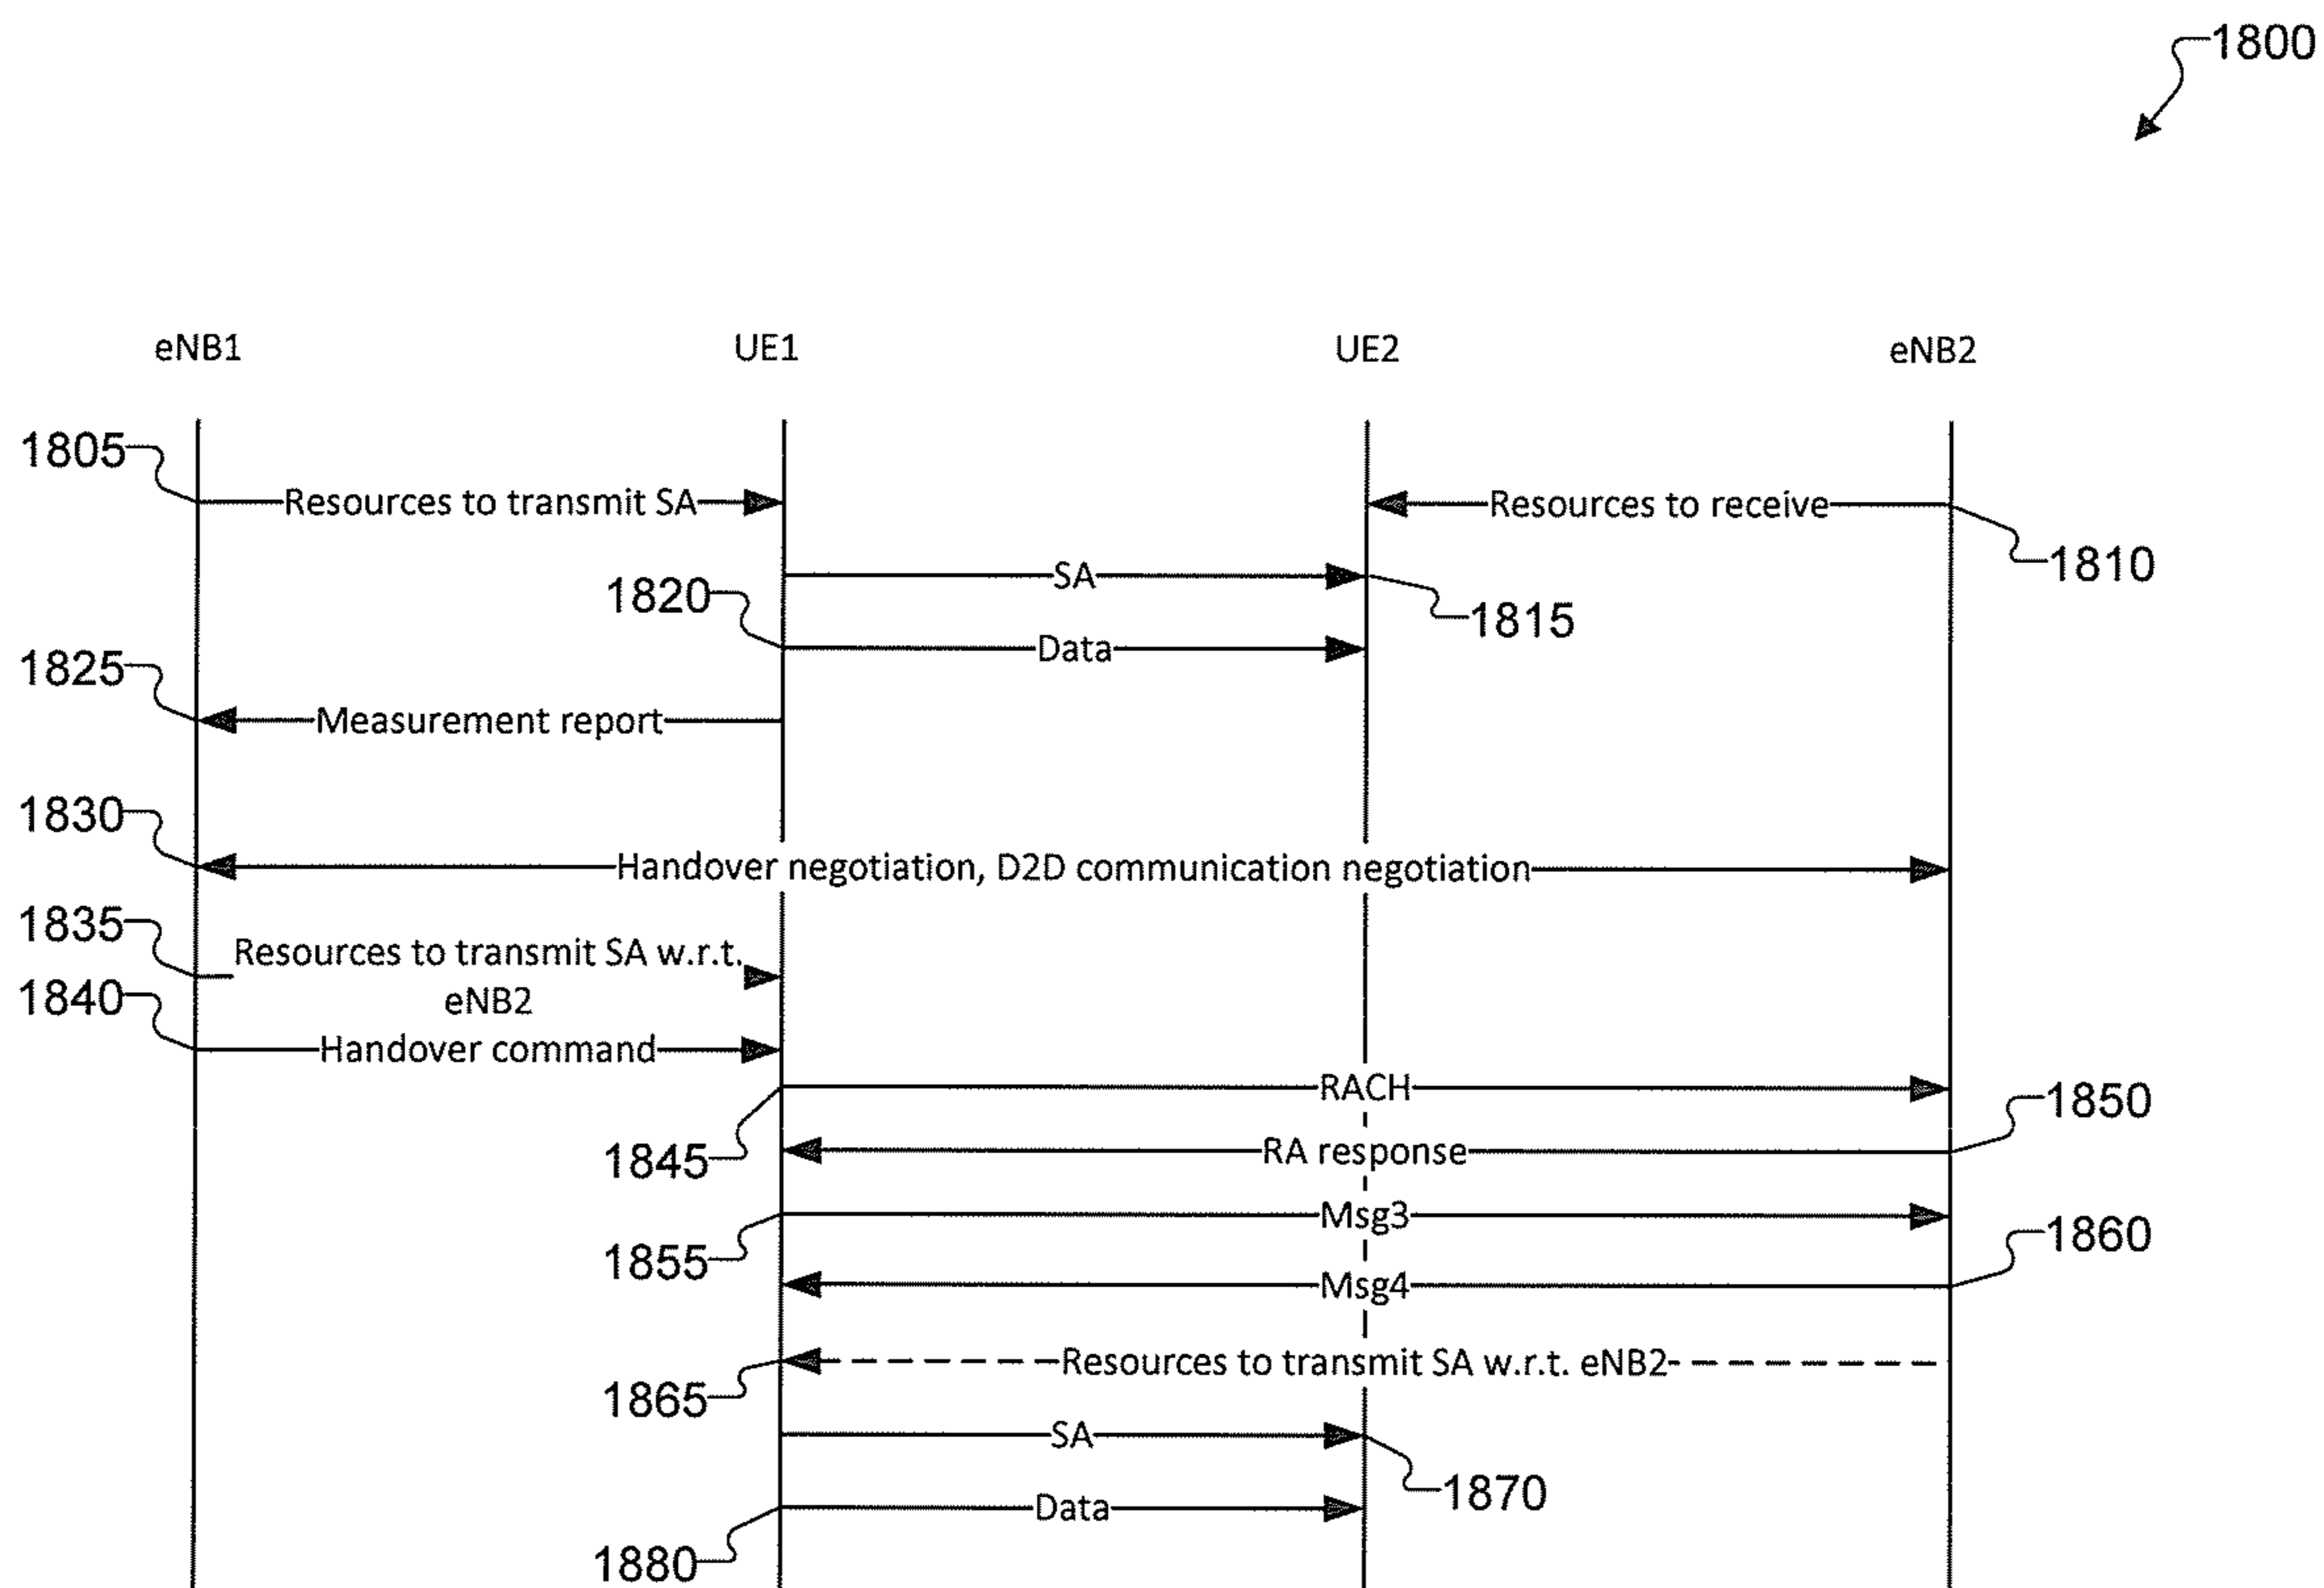 1800
eNB1 UE1 UE2 eNB2
1805
Resources to transmit SA Resources to receive
1810
SA
1820 1815
Data
1825
Measurement report
1830
Handover negotiation, D2D communication negotiation
1835
Resources to transmit SA w.r.t.
eNB2
1840
Handover command
RACH
1850
1845
RA response
Msg3
1855
1860
Msg4
Resources to transmit SA w.r.t. eNB2
1865
SA
1870
Data
1880